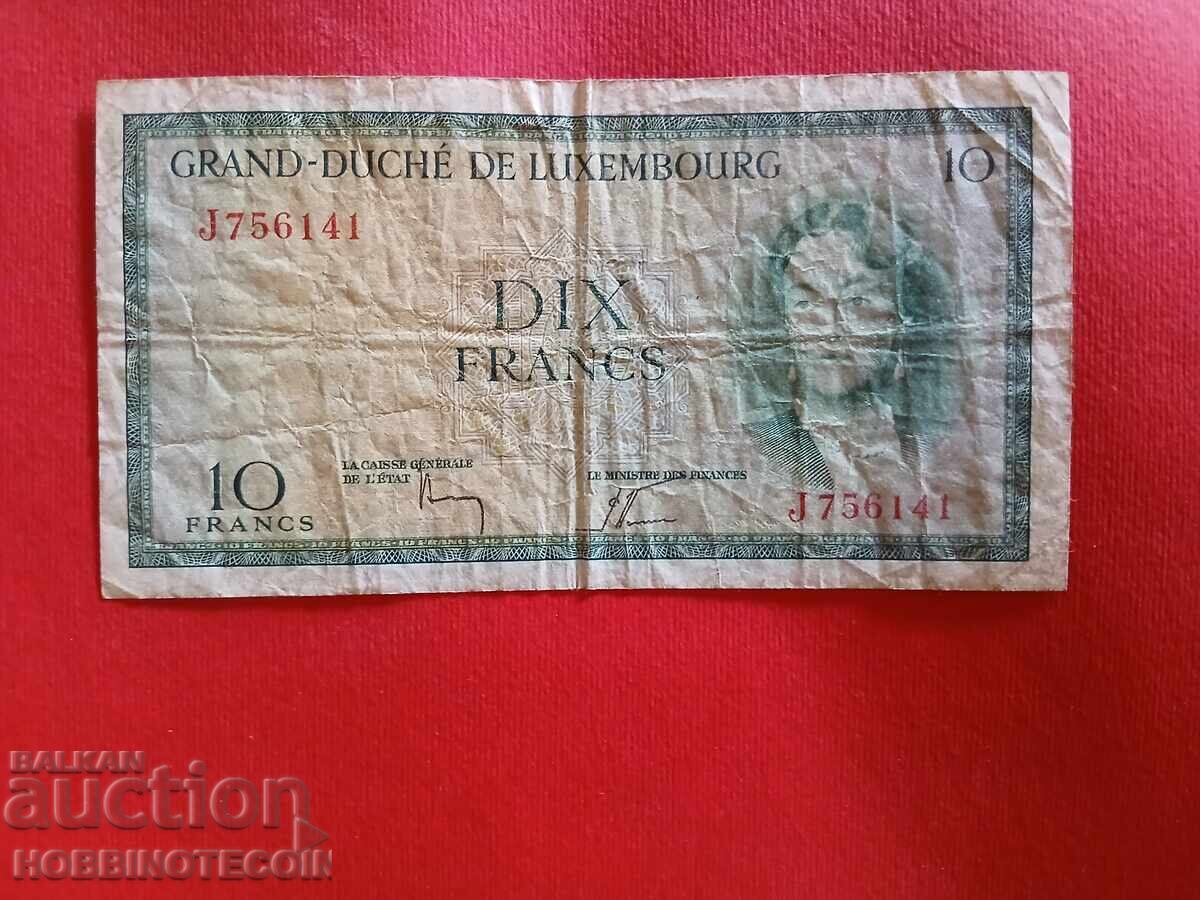 GRAND-DUCHÉ DE LUXEMBOURG 10
J756141
DIX
FRANCS
LA CAISSE GÉNÉRALE
DE L'ÉTAT
LE MINISTRE DES FINANCES
10
FRANCS
J756141
BALKAN
auction
HOBBINOTECOIN